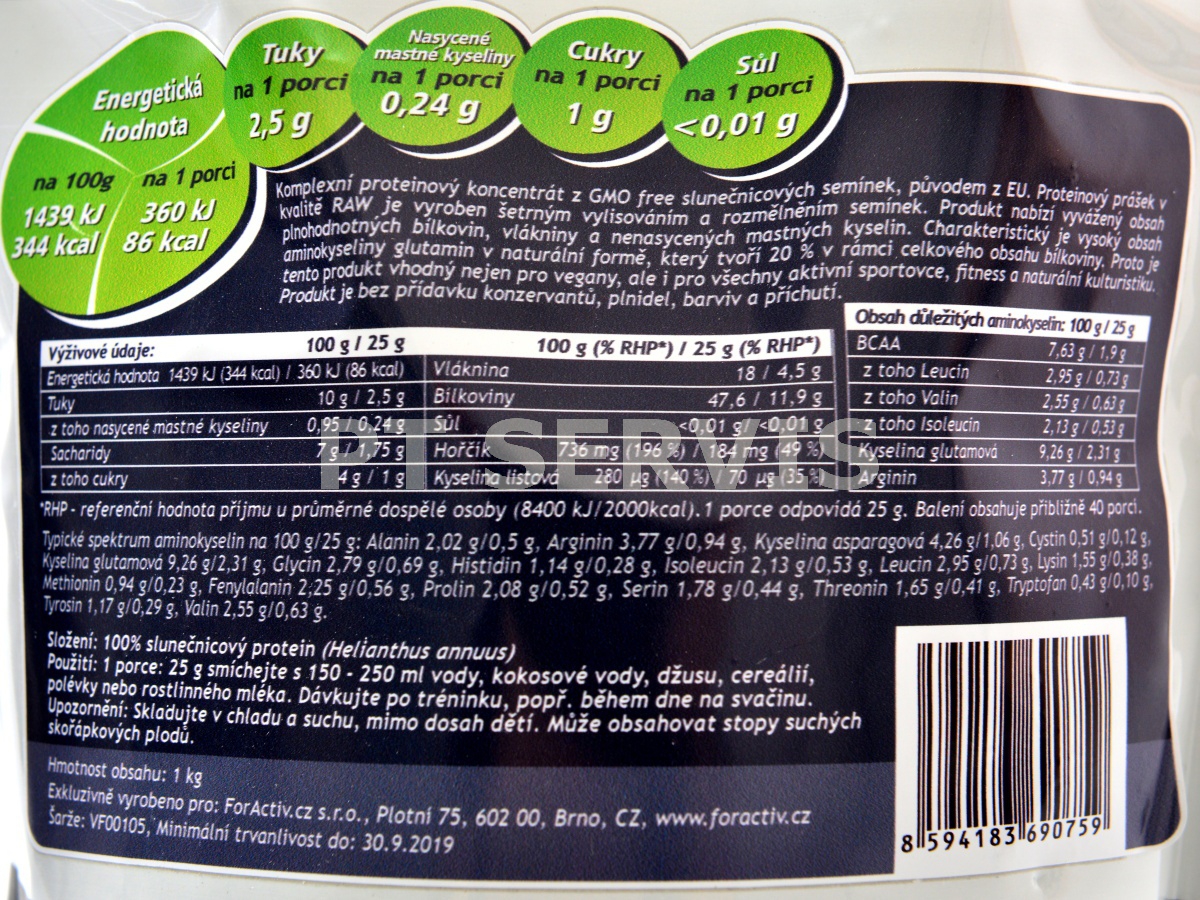 Energetická
hodnota
na 100g
1439 kJ
344 kcal
na 1 porci
360 kJ
86 kcal
Tuky
na 1 porci
2,5 g
Nasycené
mastné kyseliny
na 1 porci
0,24 g
Cukry
na 1 porci
1 g
Sůl
na 1 porci
<0,01 g
Komplexní proteinový koncentrát z GMO free slunečnicových semínek, původem z EU. Proteinový prášek v
kvalitě RAW je vyroben šetrným vylisováním a rozmělněním semínek. Produkt nabízí vyvážený obsah
plnohodnotných bílkovin, vlákniny a nenasycených mastných kyselin. Charakteristický je vysoký obsah
aminokyseliny glutamin v naturální formě, který tvoří 20 % v rámci celkového obsahu bílkoviny. Proto je
tento produkt vhodný nejen pro vegany, ale i pro všechny aktivní sportovce, fitness a naturální kulturistiku.
Produkt je bez přídavku konzervantů, plnidel, barviv a příchutí.
Výživové údaje: 100 g / 25 g
Energetická hodnota 1439 kJ (344 kcal) / 360 kJ (86 kcal)
Tuky 10 g / 2,5 g
z toho nasycené mastné kyseliny 0,95 / 0,24 g
Sacharidy 7 g / 1,75 g
z toho cukry 4 g / 1 g
100 g (% RHP*) / 25 g (% RHP*)
Vláknina 18 / 4,5 g
Bílkoviny 47,6 / 11,9 g
Sůl <0,01 g / <0,01 g
Hořčík 736 mg (196 %) / 184 mg (49 %)
Kyselina listová 280 µg (140 %) / 70 µg (35 %)
Obsah důležitých aminokyselin: 100 g / 25 g
BCAA 7,63 g / 1,9 g
z toho Leucin 2,95 g / 0,73 g
z toho Valin 2,55 g / 0,63 g
z toho Isoleucin 2,13 g / 0,53 g
Kyselina glutamová 9,26 g / 2,31 g
Arginin 3,77 g / 0,94 g
PT SERVIS
*RHP - referenční hodnota příjmu u průměrné dospělé osoby (8400 kJ/2000kcal). 1 porce odpovídá 25 g. Balení obsahuje přibližně 40 porcí.
Typické spektrum aminokyselin na 100 g/25 g: Alanin 2,02 g/0,5 g, Arginin 3,77 g/0,94 g, Kyselina asparagová 4,26 g/1,06 g, Cystin 0,51 g/0,12 g,
Kyselina glutamová 9,26 g/2,31 g, Glycin 2,79 g/0,69 g, Histidin 1,14 g/0,28 g, Isoleucin 2,13 g/0,53 g, Leucin 2,95 g/0,73 g, Lysin 1,55 g/0,38 g,
Methionin 0,94 g/0,23 g, Fenylalanin 2,25 g/0,56 g, Prolin 2,08 g/0,52 g, Serin 1,78 g/0,44 g, Threonin 1,65 g/0,41 g, Tryptofan 0,43 g/0,10 g,
Tyrosin 1,17 g/0,29 g, Valin 2,55 g/0,63 g.
Složení: 100% slunečnicový protein (Helianthus annuus)
Použití: 1 porce: 25 g smíchejte s 150 - 250 ml vody, kokosové vody, džusu, cereálií,
polévky nebo rostlinného mléka. Dávkujte po tréninku, popř. během dne na svačinu.
Upozornění: Skladujte v chladu a suchu, mimo dosah dětí. Může obsahovat stopy suchých
skořápkových plodů.
Hmotnost obsahu: 1 kg
Exkluzivně vyrobeno pro: ForActiv.cz s.r.o., Plotní 75, 602 00, Brno, CZ, www.foractiv.cz
Šarže: VF00105, Minimální trvanlivost do: 30.9.2019
8 594183 690759